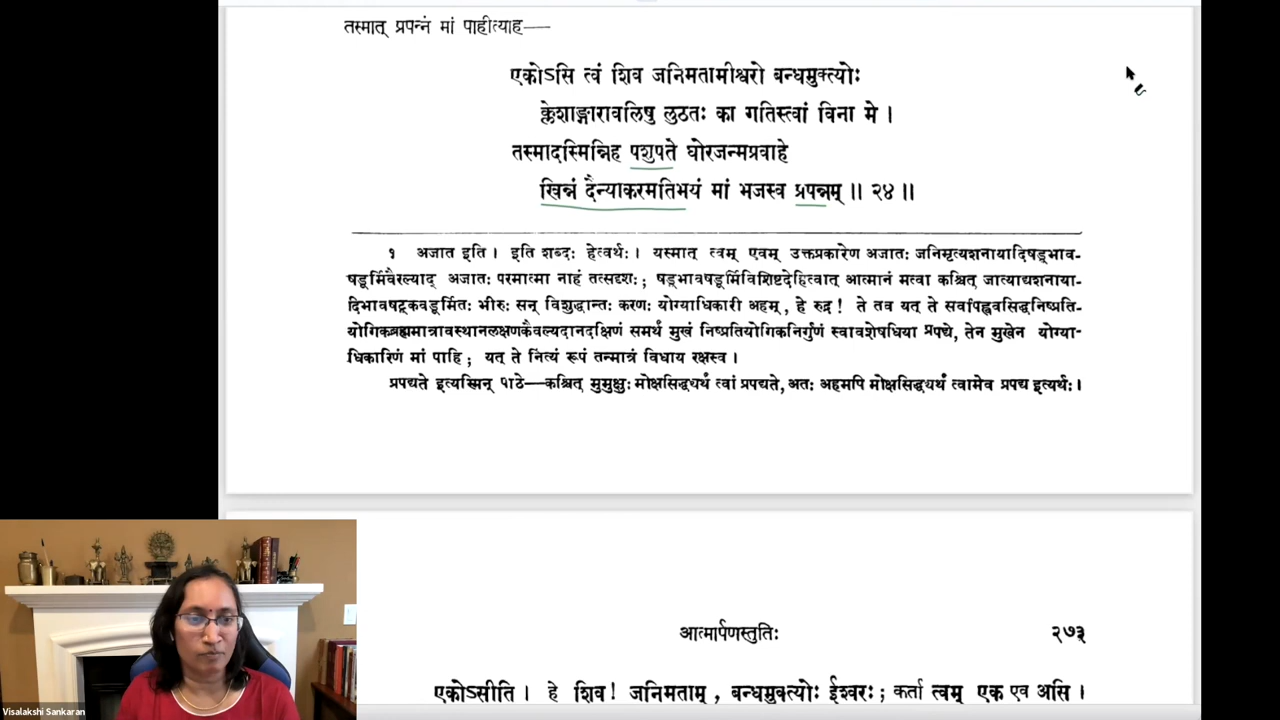 तस्मात् प्रपन्नं मां पाहीत्याह—
एकोऽसि त्वं शिव जनिमतामीश्वरो बन्धमुक्त्योः
क्लेशाङ्गारावलिषु लुठतः का गतिस्त्वां विना मे ।
तस्मादस्मिन्निह पशुपते घोरजन्मप्रवाहे
खिन्नं दैन्याकरमतिभयं मां भजस्व प्रपन्नम् ॥ २४ ॥
१ अजात इति । इति शब्दः हेत्वर्थः । यस्मात् त्वम् एवम् उक्तप्रकारेण अजातः जनिमृत्यशनायादिषड्भाव-
षडूर्मिवैरल्याद् अजातः परमात्मा नाहं तत्सदृशः; षड्भावषडूर्मिविशिष्टदेहित्वात् आत्मानं मत्वा कश्चित् जात्याद्यशनाया-
दिभावषट्कवडूर्मितः भीरुः सन् विशुद्धान्तः करणः योग्याधिकारी अहम्, हे रुद्र! ते तव यत् ते सर्वापह्नवसिद्धनिष्प्रति-
योगिकब्रह्ममात्रावस्थानलक्षणकैवल्यदानदक्षिणं समर्थं मुखं निष्प्रतियोगिकनिर्गुणं स्वावशेषधिया प्रपद्ये, तेन मुखेन योग्या-
धिकारिणं मां पाहि; यत् ते नित्यं रूपं तन्मात्रं विधाय रक्षस्व ।
प्रपद्यते इत्यस्मिन् पाठे—कश्चित् मुमुक्षुः मोक्षसिद्ध्यर्थं त्वां प्रपद्यते, अतः अहमपि मोक्षसिद्ध्यर्थं त्वामेव प्रपद्य इत्यर्थः ।
आत्मार्पणस्तुतिः २७३
एकोऽसीति । हे शिव! जनिमताम्, बन्धमुक्त्योः ईश्वरः; कर्ता त्वम् एक एव असि ।
Visalakshi Sankaran